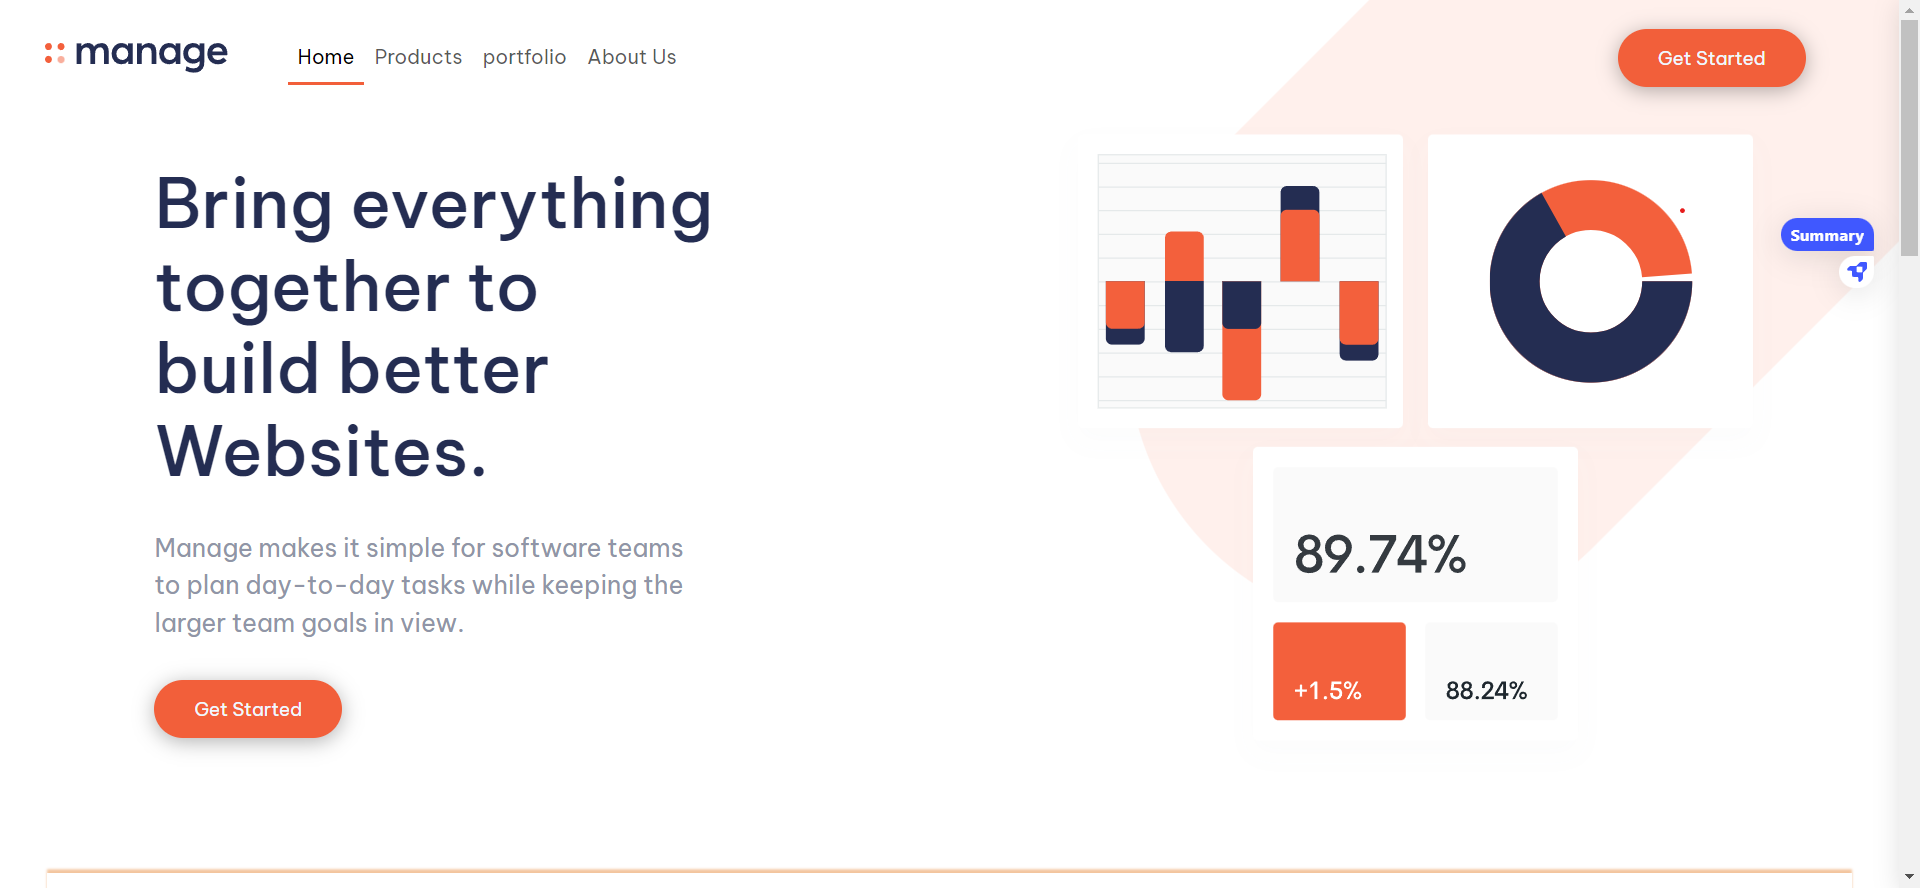 manage
Home Products portfolio About Us
Get Started
Bring everything
together to
build better
Websites.
Manage makes it simple for software teams
to plan day-to-day tasks while keeping the
larger team goals in view.
Get Started
Summary
89.74%
+1.5% 88.24%